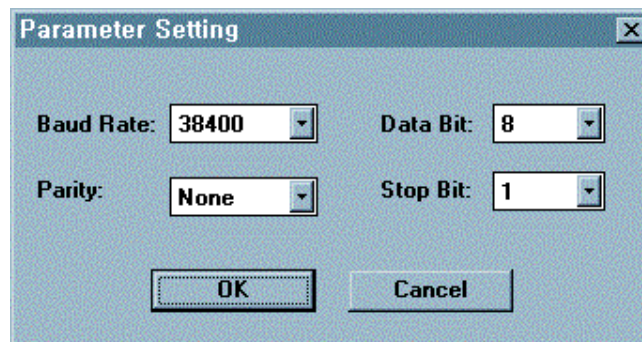 Parameter Setting
Baud Rate: 38400 Data Bit: 8
Parity: None Stop Bit: 1
OK Cancel